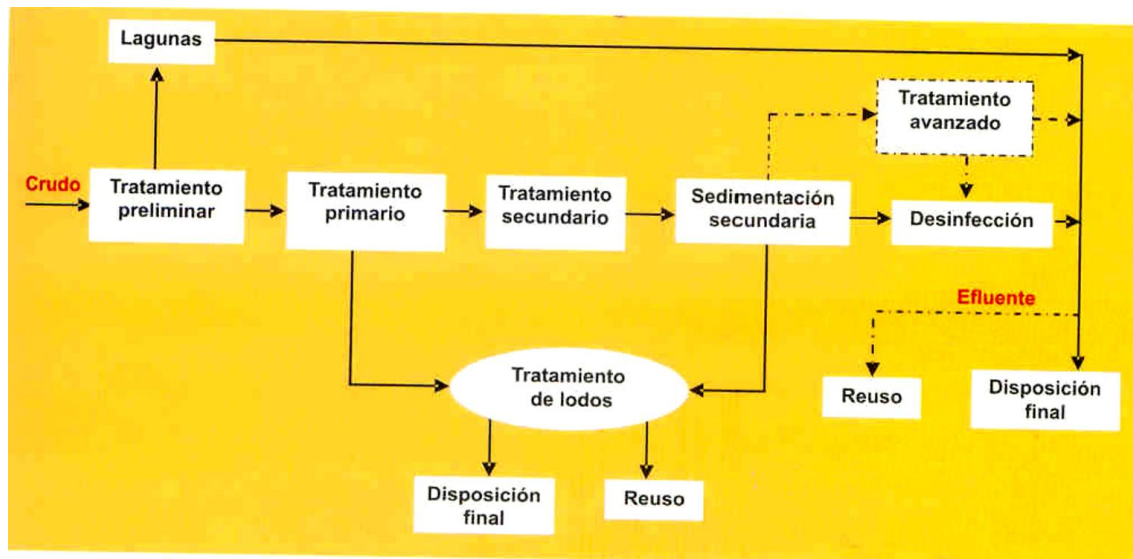 Lagunas
Tratamiento
avanzado
Crudo
Tratamiento
preliminar
Tratamiento
primario
Tratamiento
secundario
Sedimentación
secundaria
Desinfección
Efluente
Tratamiento
de lodos
Reuso
Disposición
final
Disposición
final
Reuso